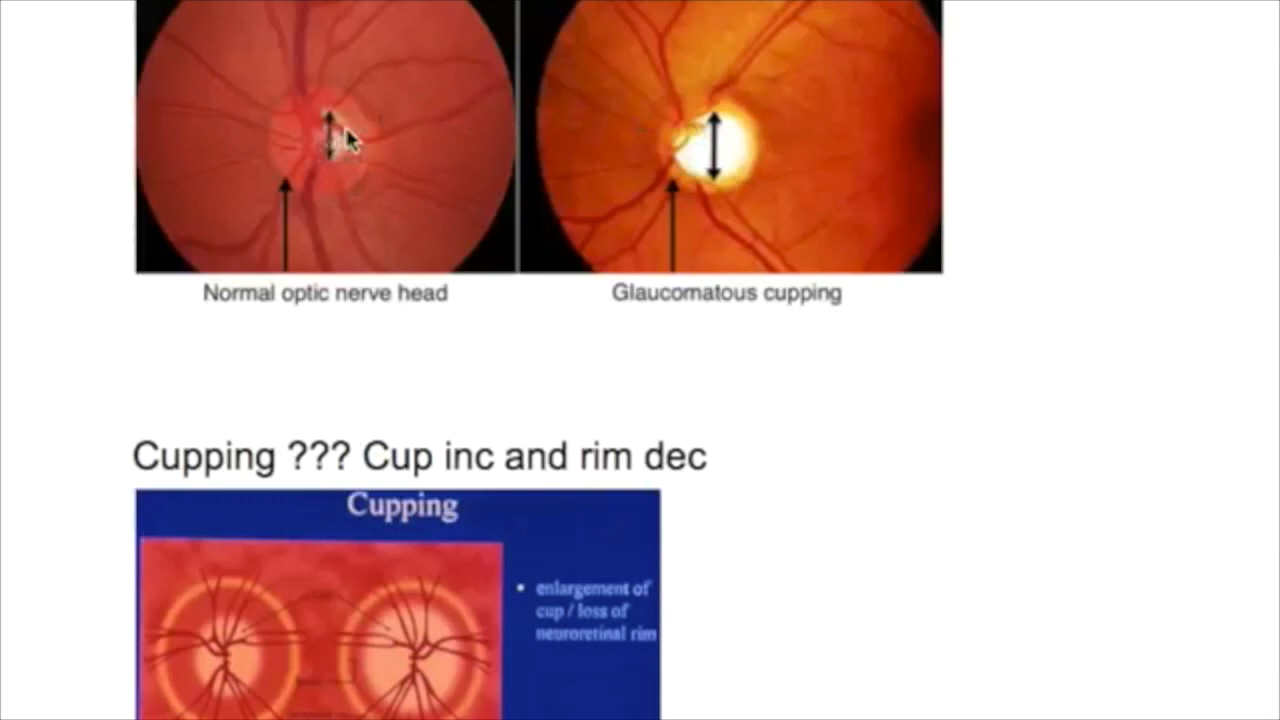 Normal optic nerve head
Glaucomatous cupping
Cupping ??? Cup inc and rim dec
Cupping
• enlargement of
cup / loss of
neuroretinal rim